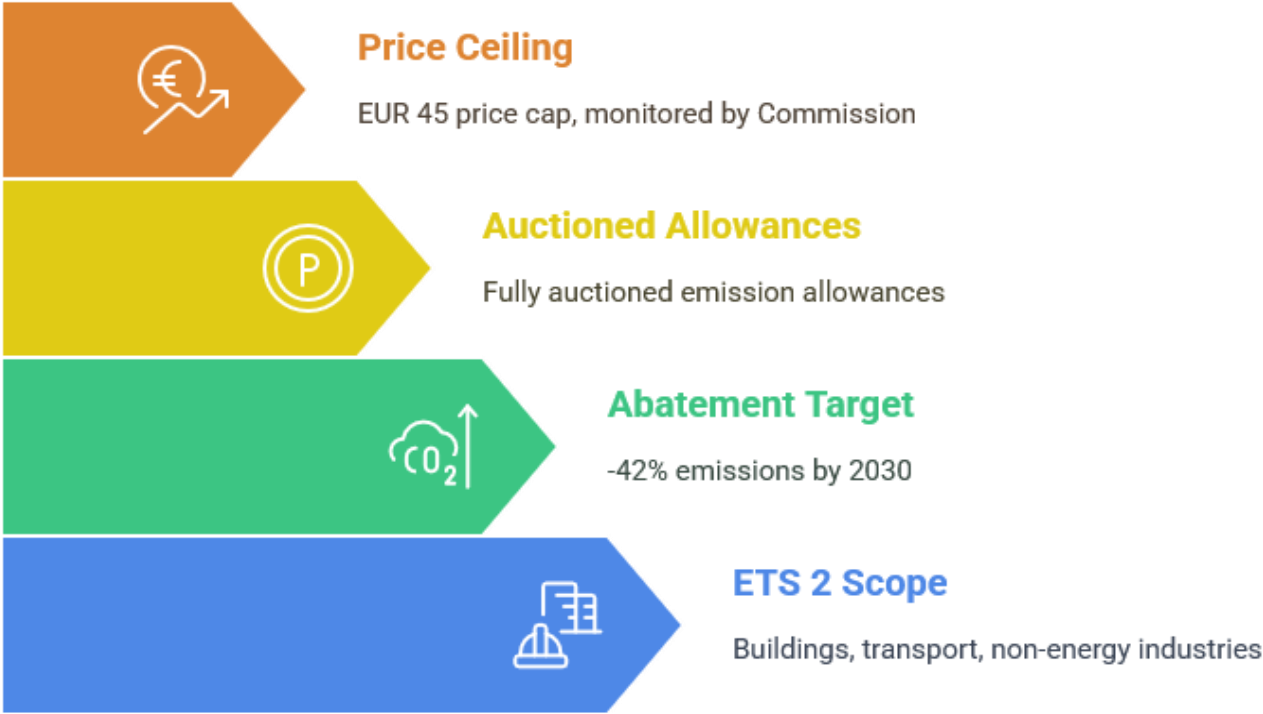 €
Price Ceiling
EUR 45 price cap, monitored by Commission
P
Auctioned Allowances
Fully auctioned emission allowances
CO2
Abatement Target
-42% emissions by 2030
ETS 2 Scope
Buildings, transport, non-energy industries